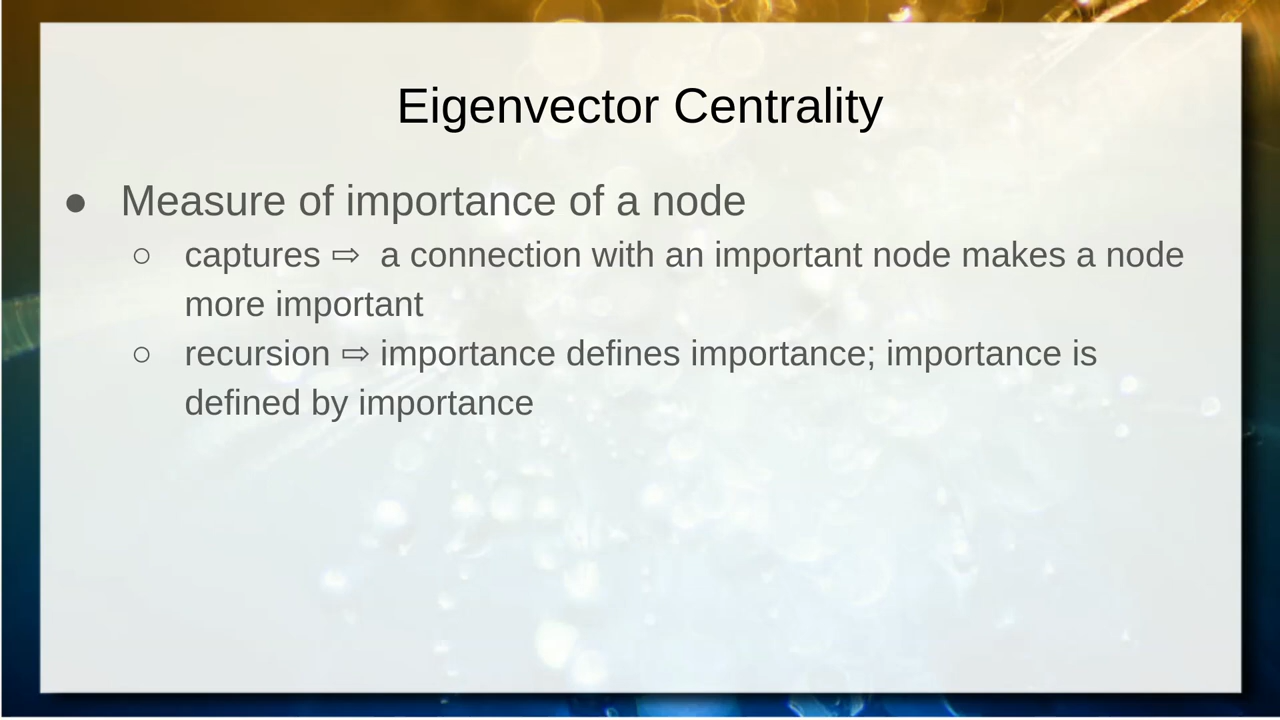 Eigenvector Centrality
● Measure of importance of a node
○ captures ⇨ a connection with an important node makes a node
more important
○ recursion ⇨ importance defines importance; importance is
defined by importance